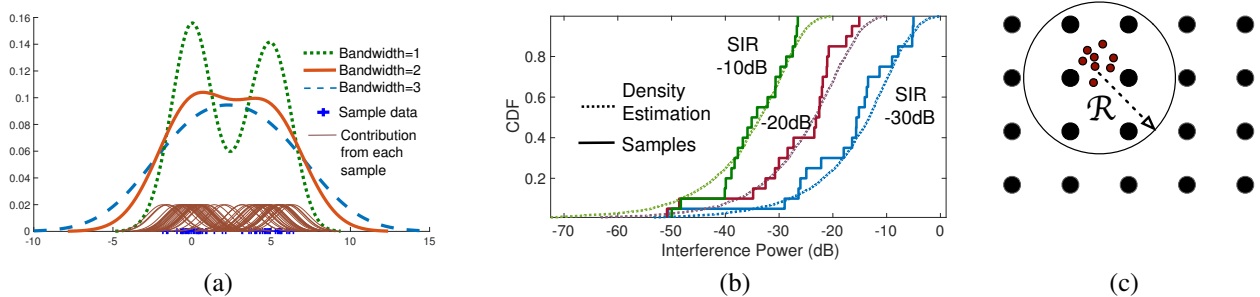 0.16
0.14
0.12
0.1
0.08
0.06
0.04
0.02
0
-10
-5
0
5
10
15
Bandwidth=1
Bandwidth=2
Bandwidth=3
Sample data
Contribution
from each
sample
(a)
CDF
0.8
0.6
0.4
0.2
-70
-60
-50
-40
-30
-20
-10
0
Interference Power (dB)
SIR
-10dB
-20dB
SIR
-30dB
Density
Estimation
Samples
(b)
R
(c)